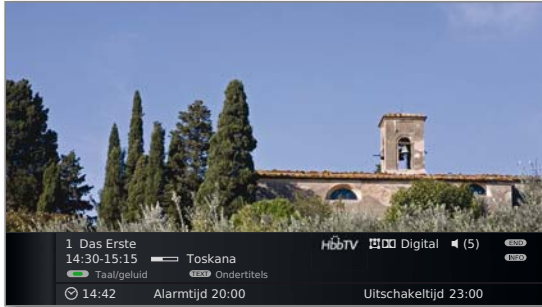 1 Das Erste HbbTV Digital (5) END
14:30-15:15 Toskana INFO
Taal/geluid TEXT Ondertitels
14:42 Alarmtijd 20:00 Uitschakeltijd 23:00